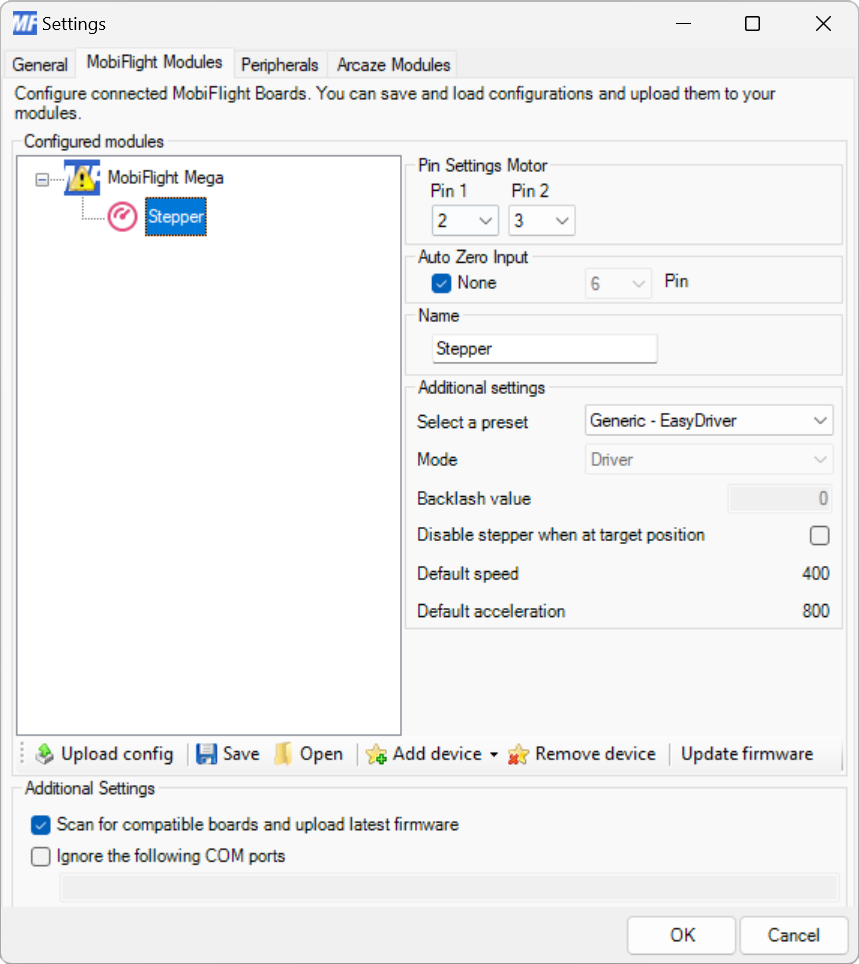 MF Settings
General MobiFlight Modules Peripherals Arcaze Modules
Configure connected MobiFlight Boards. You can save and load configurations and upload them to your
modules.
Configured modules
MobiFlight Mega
Stepper
Pin Settings Motor
Pin 1 Pin 2
2 3
Auto Zero Input
None 6 Pin
Name
Stepper
Additional settings
Select a preset Generic - EasyDriver
Mode Driver
Backlash value 0
Disable stepper when at target position
Default speed 400
Default acceleration 800
Upload config Save Open Add device Remove device Update firmware
Additional Settings
Scan for compatible boards and upload latest firmware
Ignore the following COM ports
OK Cancel